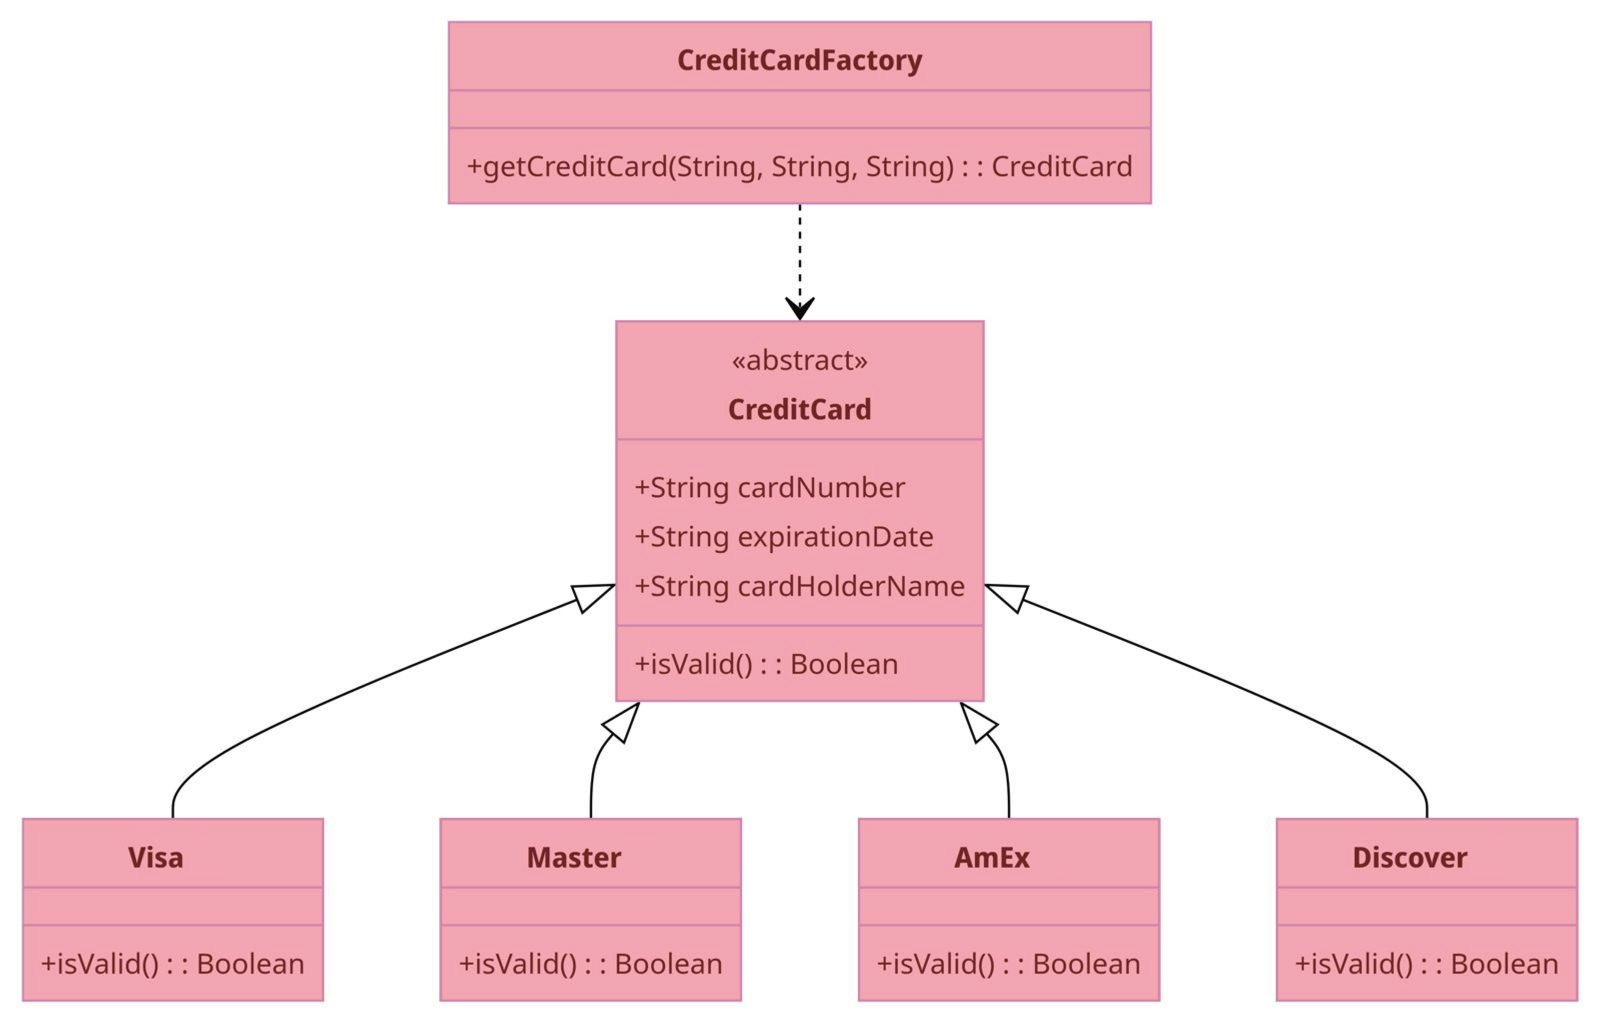 CreditCardFactory
+getCreditCard(String, String, String) : : CreditCard
«abstract»
CreditCard
+String cardNumber
+String expirationDate
+String cardHolderName
+isValid() : : Boolean
Visa
+isValid() : : Boolean
Master
+isValid() : : Boolean
AmEx
+isValid() : : Boolean
Discover
+isValid() : : Boolean